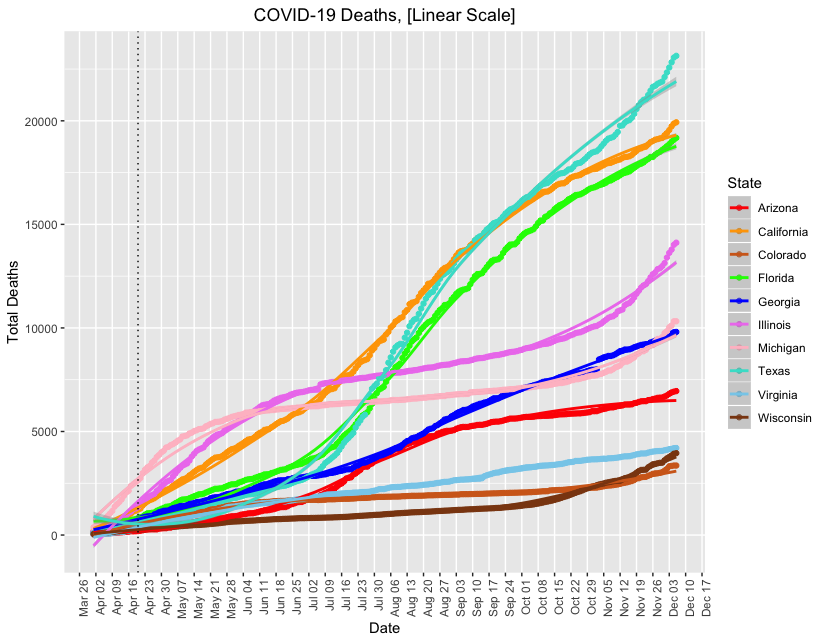 COVID-19 Deaths, [Linear Scale]
Total Deaths
20000
15000
10000
5000
0
Mar 26
Apr 02
Apr 09
Apr 16
Apr 23
Apr 30
May 07
May 14
May 21
May 28
Jun 04
Jun 11
Jun 18
Jun 25
Jul 02
Jul 09
Jul 16
Jul 23
Jul 30
Aug 06
Aug 13
Aug 20
Aug 27
Sep 03
Sep 10
Sep 17
Sep 24
Oct 01
Oct 08
Oct 15
Oct 22
Oct 29
Nov 05
Nov 12
Nov 19
Nov 26
Dec 03
Dec 10
Dec 17
Date
State
Arizona
California
Colorado
Florida
Georgia
Illinois
Michigan
Texas
Virginia
Wisconsin